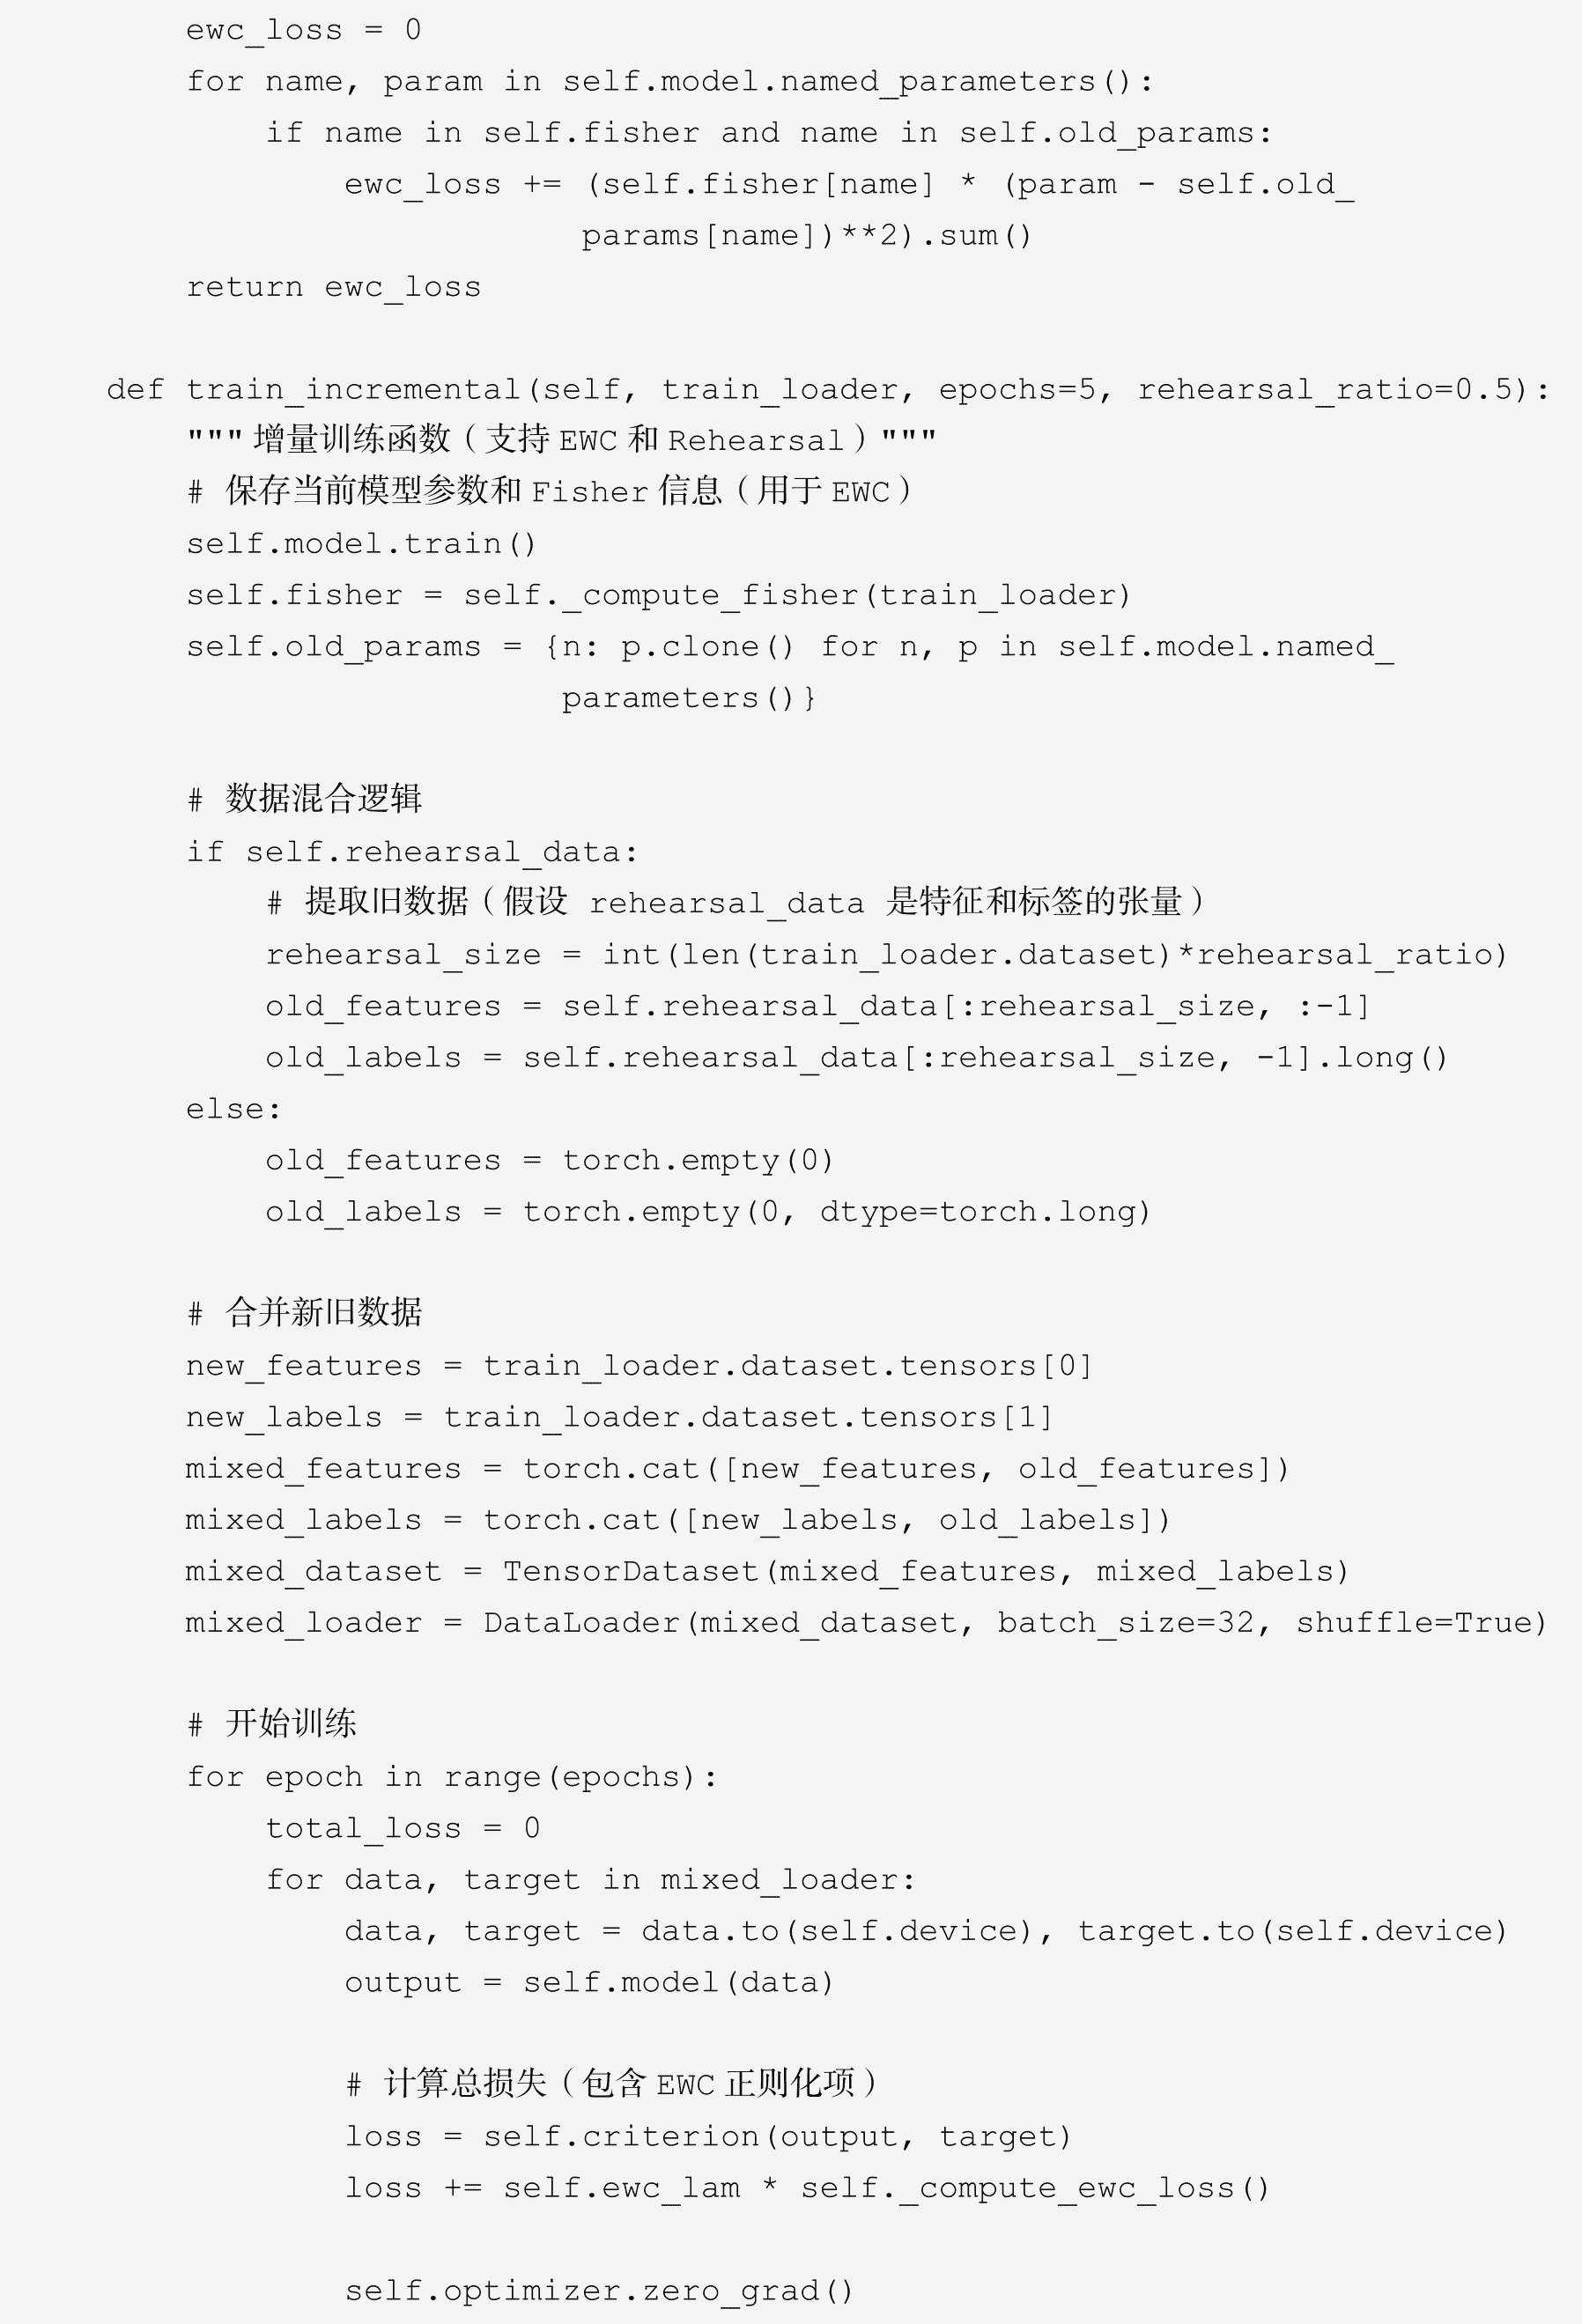 ewc_loss = 0
for name, param in self.model.named_parameters():
if name in self.fisher and name in self.old_params:
ewc_loss += (self.fisher[name] * (param - self.old_
params[name])**2).sum()
return ewc_loss
def train_incremental(self, train_loader, epochs=5, rehearsal_ratio=0.5):
"""增量训练函数（支持 EWC 和 Rehearsal）"""
# 保存当前模型参数和 Fisher 信息（用于 EWC）
self.model.train()
self.fisher = self._compute_fisher(train_loader)
self.old_params = {n: p.clone() for n, p in self.model.named_
parameters()}
# 数据混合逻辑
if self.rehearsal_data:
# 提取旧数据（假设 rehearsal_data 是特征和标签的张量）
rehearsal_size = int(len(train_loader.dataset)*rehearsal_ratio)
old_features = self.rehearsal_data[:rehearsal_size, :-1]
old_labels = self.rehearsal_data[:rehearsal_size, -1].long()
else:
old_features = torch.empty(0)
old_labels = torch.empty(0, dtype=torch.long)
# 合并新旧数据
new_features = train_loader.dataset.tensors[0]
new_labels = train_loader.dataset.tensors[1]
mixed_features = torch.cat([new_features, old_features])
mixed_labels = torch.cat([new_labels, old_labels])
mixed_dataset = TensorDataset(mixed_features, mixed_labels)
mixed_loader = DataLoader(mixed_dataset, batch_size=32, shuffle=True)
# 开始训练
for epoch in range(epochs):
total_loss = 0
for data, target in mixed_loader:
data, target = data.to(self.device), target.to(self.device)
output = self.model(data)
# 计算总损失（包含 EWC 正则化项）
loss = self.criterion(output, target)
loss += self.ewc_lam * self._compute_ewc_loss()
self.optimizer.zero_grad()